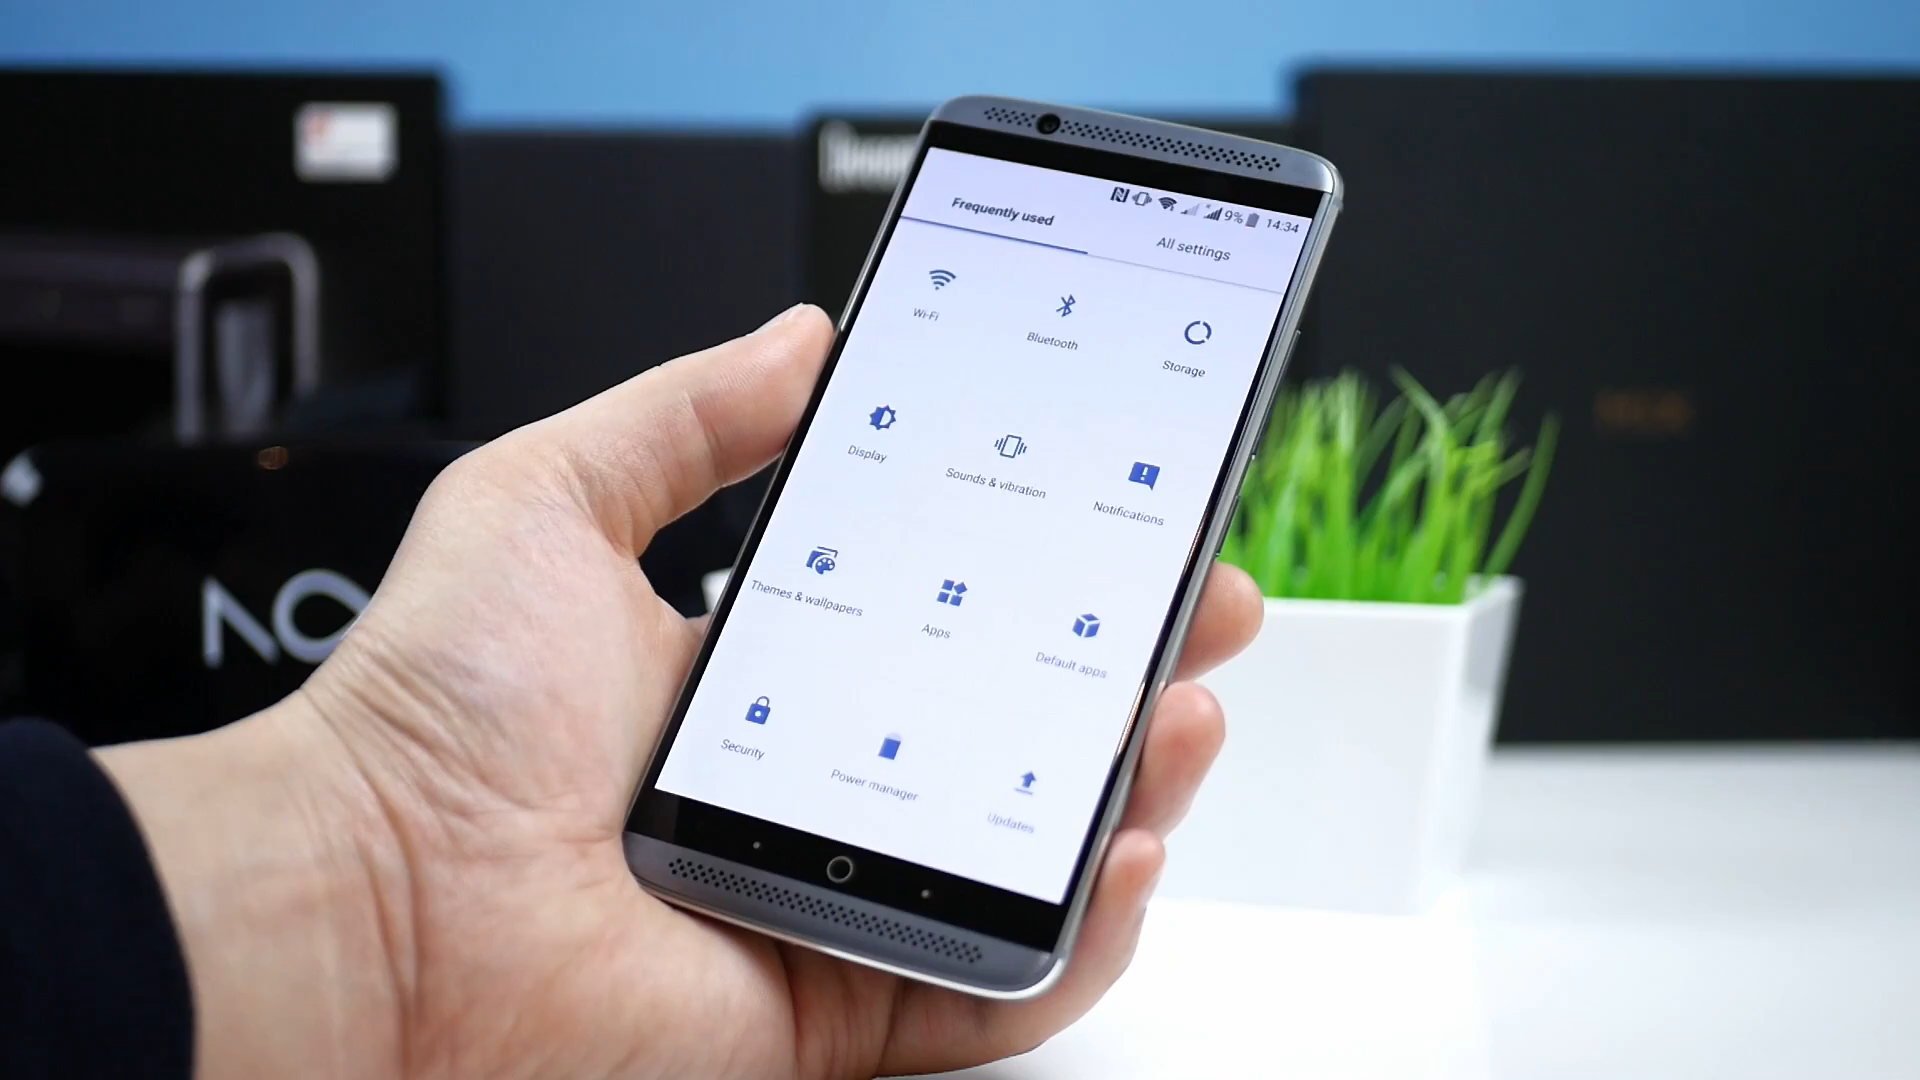 9% 14:34
Frequently used
All settings
Wi-Fi
Bluetooth
Storage
Display
Sounds & vibration
Notifications
Themes & wallpapers
Apps
Default apps
Security
Power manager
Updates